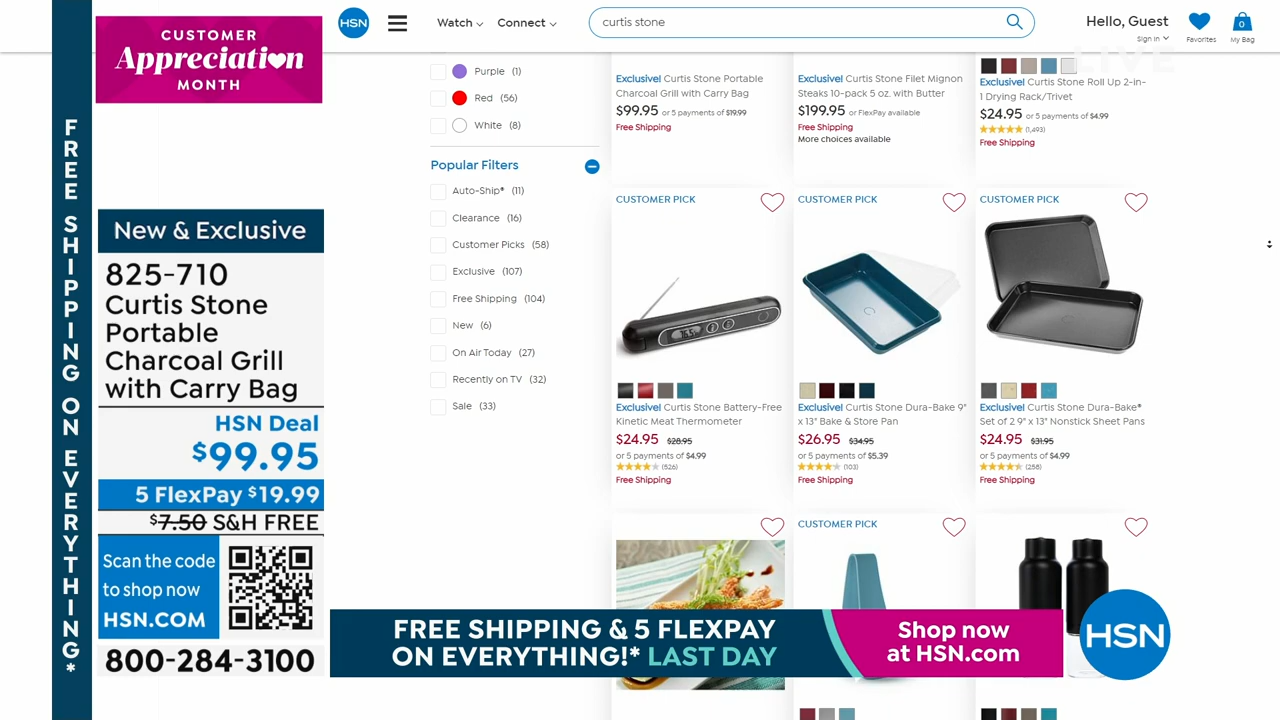 CUSTOMER
Appreciation
MONTH
FREE SHIPPING ON EVERYTHING!*
New & Exclusive
825-710
Curtis Stone
Portable
Charcoal Grill
with Carry Bag
HSN Deal
$99.95
5 FlexPay $19.99
$7.50 S&H FREE
Scan the code
to shop now
HSN.COM
800-284-3100
HSN
Watch
Connect
curtis stone
Hello, Guest
Sign In
Favorites
0
My Bag
LIVE
Purple (1)
Red (56)
White (8)
Popular Filters
Auto-Ship® (11)
Clearance (16)
Customer Picks (58)
Exclusive (107)
Free Shipping (104)
New (6)
On Air Today (27)
Recently on TV (32)
Sale (33)
Exclusive! Curtis Stone Portable
Charcoal Grill with Carry Bag
$99.95 or 5 payments of $19.99
Free Shipping
Exclusive! Curtis Stone Filet Mignon
Steaks 10-pack 5 oz. with Butter
$199.95 or FlexPay available
Free Shipping
More choices available
Exclusive! Curtis Stone Roll Up 2-in-
1 Drying Rack/Trivet
$24.95 or 5 payments of $4.99
(1,493)
Free Shipping
CUSTOMER PICK
Exclusive! Curtis Stone Battery-Free
Kinetic Meat Thermometer
$24.95 $28.95
or 5 payments of $4.99
(526)
Free Shipping
CUSTOMER PICK
Exclusive! Curtis Stone Dura-Bake 9"
x 13" Bake & Store Pan
$26.95 $34.95
or 5 payments of $5.39
(103)
Free Shipping
CUSTOMER PICK
Exclusive! Curtis Stone Dura-Bake®
Set of 2 9" x 13" Nonstick Sheet Pans
$24.95 $31.95
or 5 payments of $4.99
(258)
Free Shipping
CUSTOMER PICK
FREE SHIPPING & 5 FLEXPAY
ON EVERYTHING!* LAST DAY
Shop now
at HSN.com
HSN